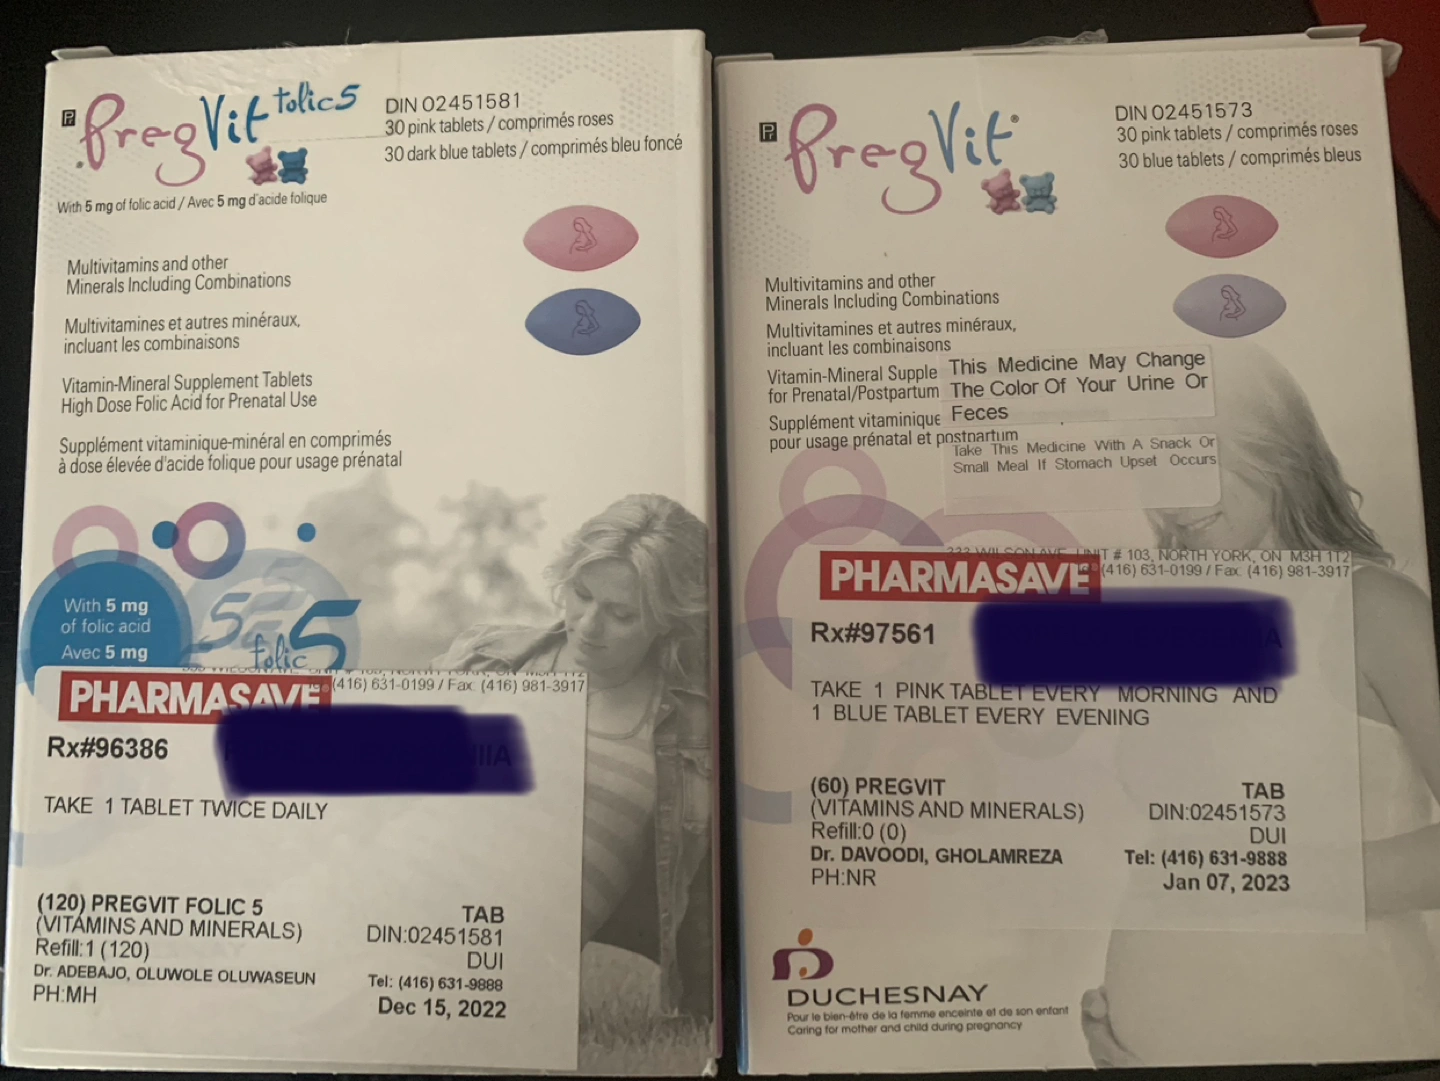 Pr
PregVit folic 5
DIN 02451581
30 pink tablets / comprimés roses
30 dark blue tablets / comprimés bleu foncé
With 5 mg of folic acid / Avec 5 mg d'acide folique
Multivitamins and other
Minerals Including Combinations
Multivitamines et autres minéraux,
incluant les combinaisons
Vitamin-Mineral Supplement Tablets
High Dose Folic Acid for Prenatal Use
Supplément vitaminique-minéral en comprimés
à dose élevée d'acide folique pour usage prénatal
With 5 mg
of folic acid
Avec 5 mg
5
folic 5
PHARMASAVE
(416) 631-0199 / Fax: (416) 981-3917
Rx#96386
TAKE 1 TABLET TWICE DAILY
(120) PREGVIT FOLIC 5
TAB
(VITAMINS AND MINERALS)
DIN:02451581
Refill:1 (120)
DUI
Dr. ADEBAJO, OLUWOLE OLUWASEUN
Tel: (416) 631-9888
PH:MH
Dec 15, 2022
Pr
PregVit®
DIN 02451573
30 pink tablets / comprimés roses
30 blue tablets / comprimés bleus
Multivitamins and other
Minerals Including Combinations
Multivitamines et autres minéraux,
incluant les combinaisons
Vitamin-Mineral Supple
for Prenatal/Postpartum
Supplément vitaminique
pour usage prénatal et postpartum
This Medicine May Change
The Color Of Your Urine Or
Feces
Take This Medicine With A Snack Or
Small Meal If Stomach Upset Occurs
WILSON AVE, UNIT # 103, NORTH YORK, ON M3H 1T2
PHARMASAVE
(416) 631-0199 / Fax: (416) 981-3917
Rx#97561
TAKE 1 PINK TABLET EVERY MORNING AND
1 BLUE TABLET EVERY EVENING
(60) PREGVIT
TAB
(VITAMINS AND MINERALS)
DIN:02451573
Refill:0 (0)
DUI
Dr. DAVOODI, GHOLAMREZA
Tel: (416) 631-9888
PH:NR
Jan 07, 2023
DUCHESNAY
Pour le bien-être de la femme enceinte et de son enfant
Caring for mother and child during pregnancy